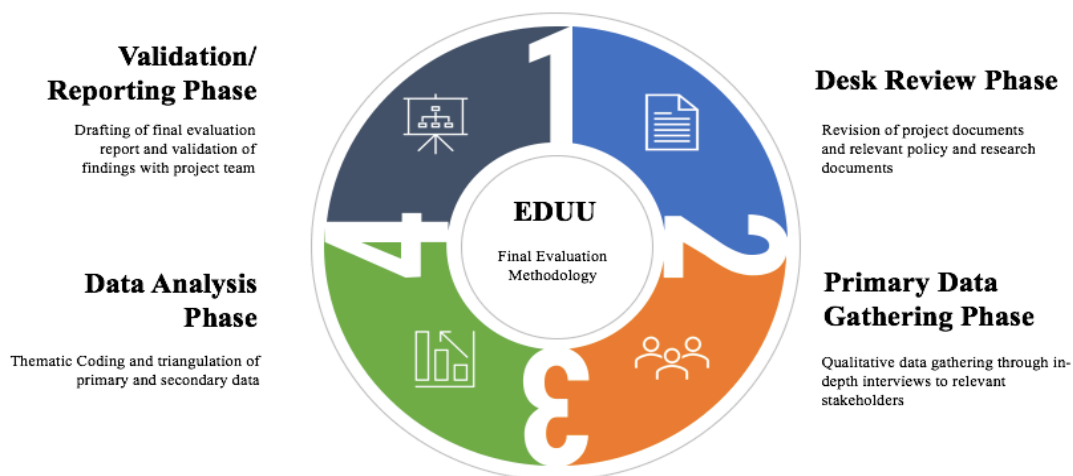 1
Desk Review Phase
Revision of project documents
and relevant policy and research
documents
2
Primary Data
Gathering Phase
Qualitative data gathering through in-
depth interviews to relevant
stakeholders
3
Data Analysis
Phase
Thematic Coding and triangulation of
primary and secondary data
4
Validation/
Reporting Phase
Drafting of final evaluation
report and validation of
findings with project team
EDUU
Final Evaluation
Methodology